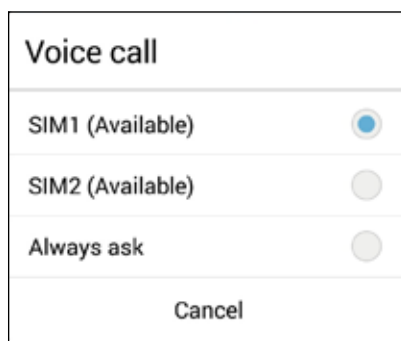 Voice call
SIM1 (Available)
SIM2 (Available)
Always ask
Cancel